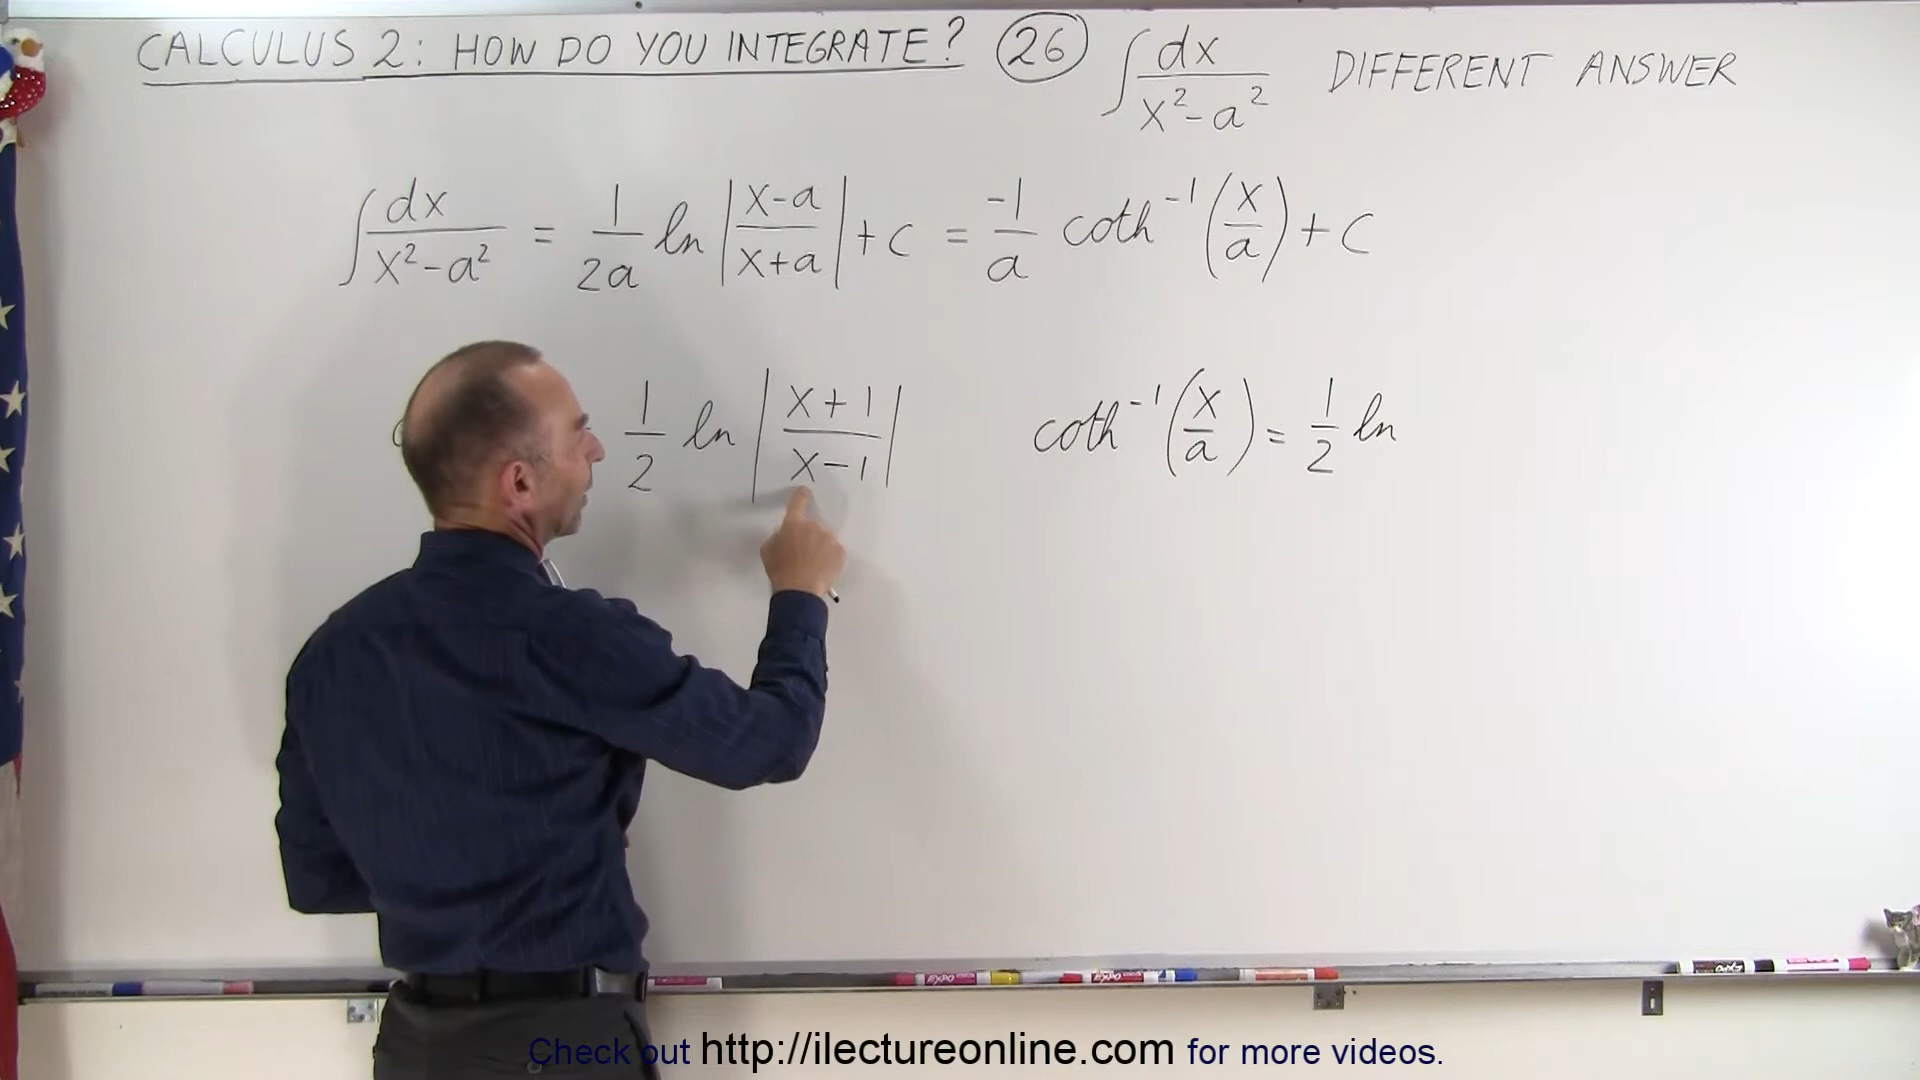 CALCULUS 2: HOW DO YOU INTEGRATE? 26 ∫ dx/(x²-a²) DIFFERENT ANSWER
∫ dx/(x²-a²) = 1/(2a) ln |(x-a)/(x+a)| + C = -1/a coth⁻¹(x/a) + C
1/2 ln |(x+1)/(x-1)| coth⁻¹(x/a) = 1/2 ln
Check out http://ilectureonline.com for more videos.